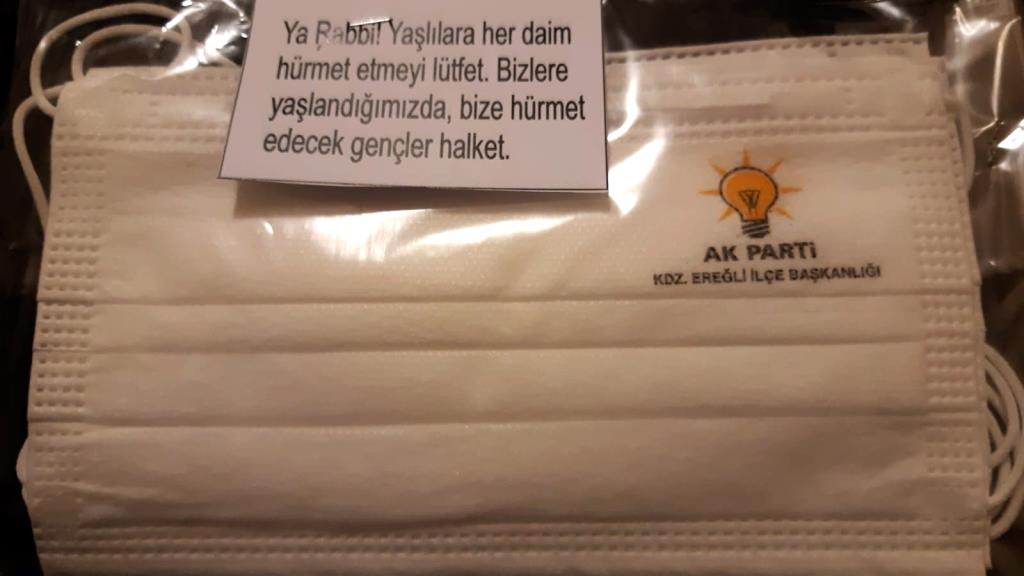 Ya Rabbi! Yaşlılara her daim
hürmet etmeyi lütfet. Bizlere
yaşlandığımızda, bize hürmet
edecek gençler halket.
AK PARTİ
KDZ. EREĞLİ İLÇE BAŞKANLIĞI